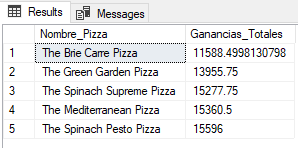 Results Messages
Nombre_Pizza Ganancias_Totales
1 The Brie Carre Pizza 11588.4998130798
2 The Green Garden Pizza 13955.75
3 The Spinach Supreme Pizza 15277.75
4 The Mediterranean Pizza 15360.5
5 The Spinach Pesto Pizza 15596